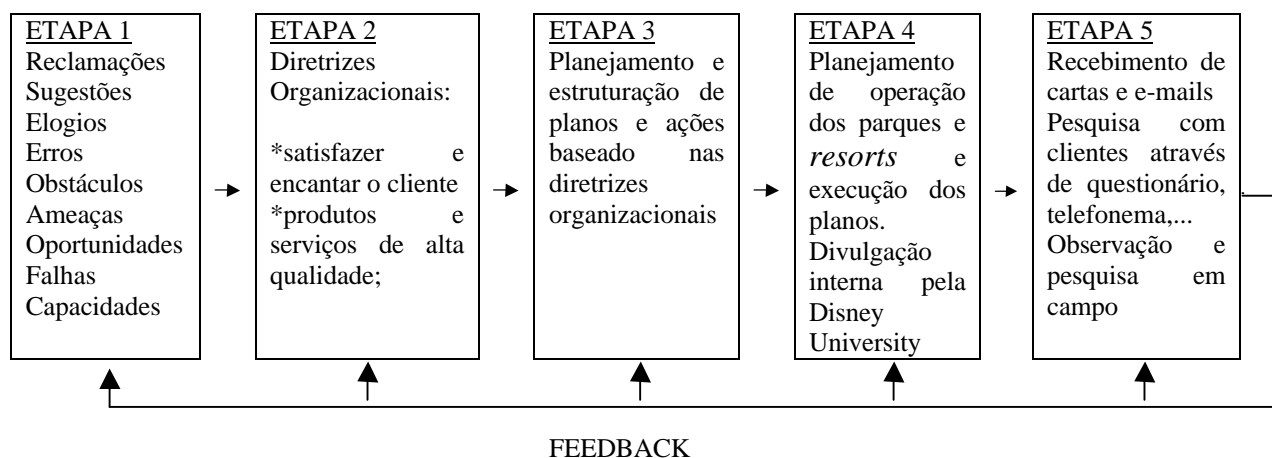 ETAPA 1
Reclamações
Sugestões
Elogios
Erros
Obstáculos
Ameaças
Oportunidades
Falhas
Capacidades
ETAPA 2
Diretrizes
Organizacionais:
*satisfazer e
encantar o cliente
*produtos e
serviços de alta
qualidade;
ETAPA 3
Planejamento e
estruturação de
planos e ações
baseado nas
diretrizes
organizacionais
ETAPA 4
Planejamento
de operação
dos parques e
resorts e
execução dos
planos.
Divulgação
interna pela
Disney
University
ETAPA 5
Recebimento de
cartas e e-mails
Pesquisa com
clientes através
de questionário,
telefonema,...
Observação e
pesquisa em
campo
FEEDBACK